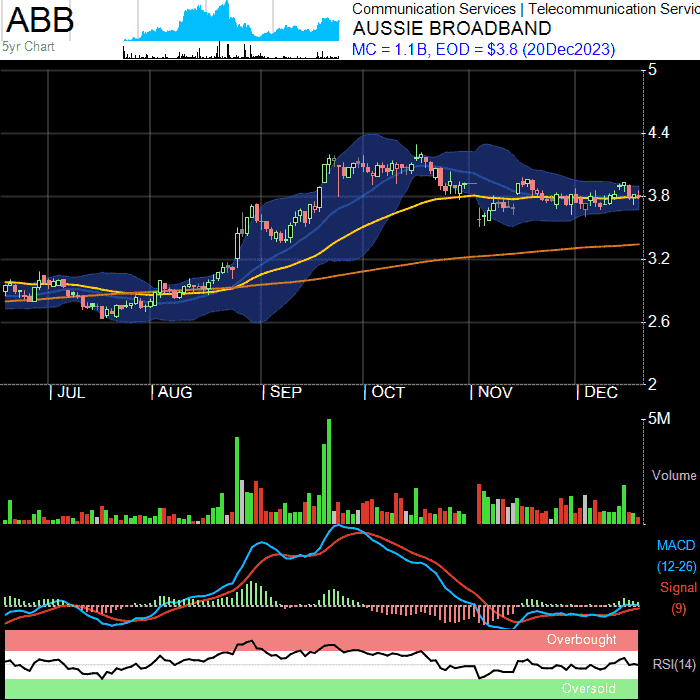 ABB
5yr Chart
Communication Services | Telecommunication Servic
AUSSIE BROADBAND
MC = 1.1B, EOD = $3.8 (20Dec2023)
5
4.4
3.8
3.2
2.6
2
| JUL | AUG | SEP | OCT | NOV | DEC
5M
Volume
MACD
(12-26)
Signal
(9)
Overbought
RSI(14)
Oversold